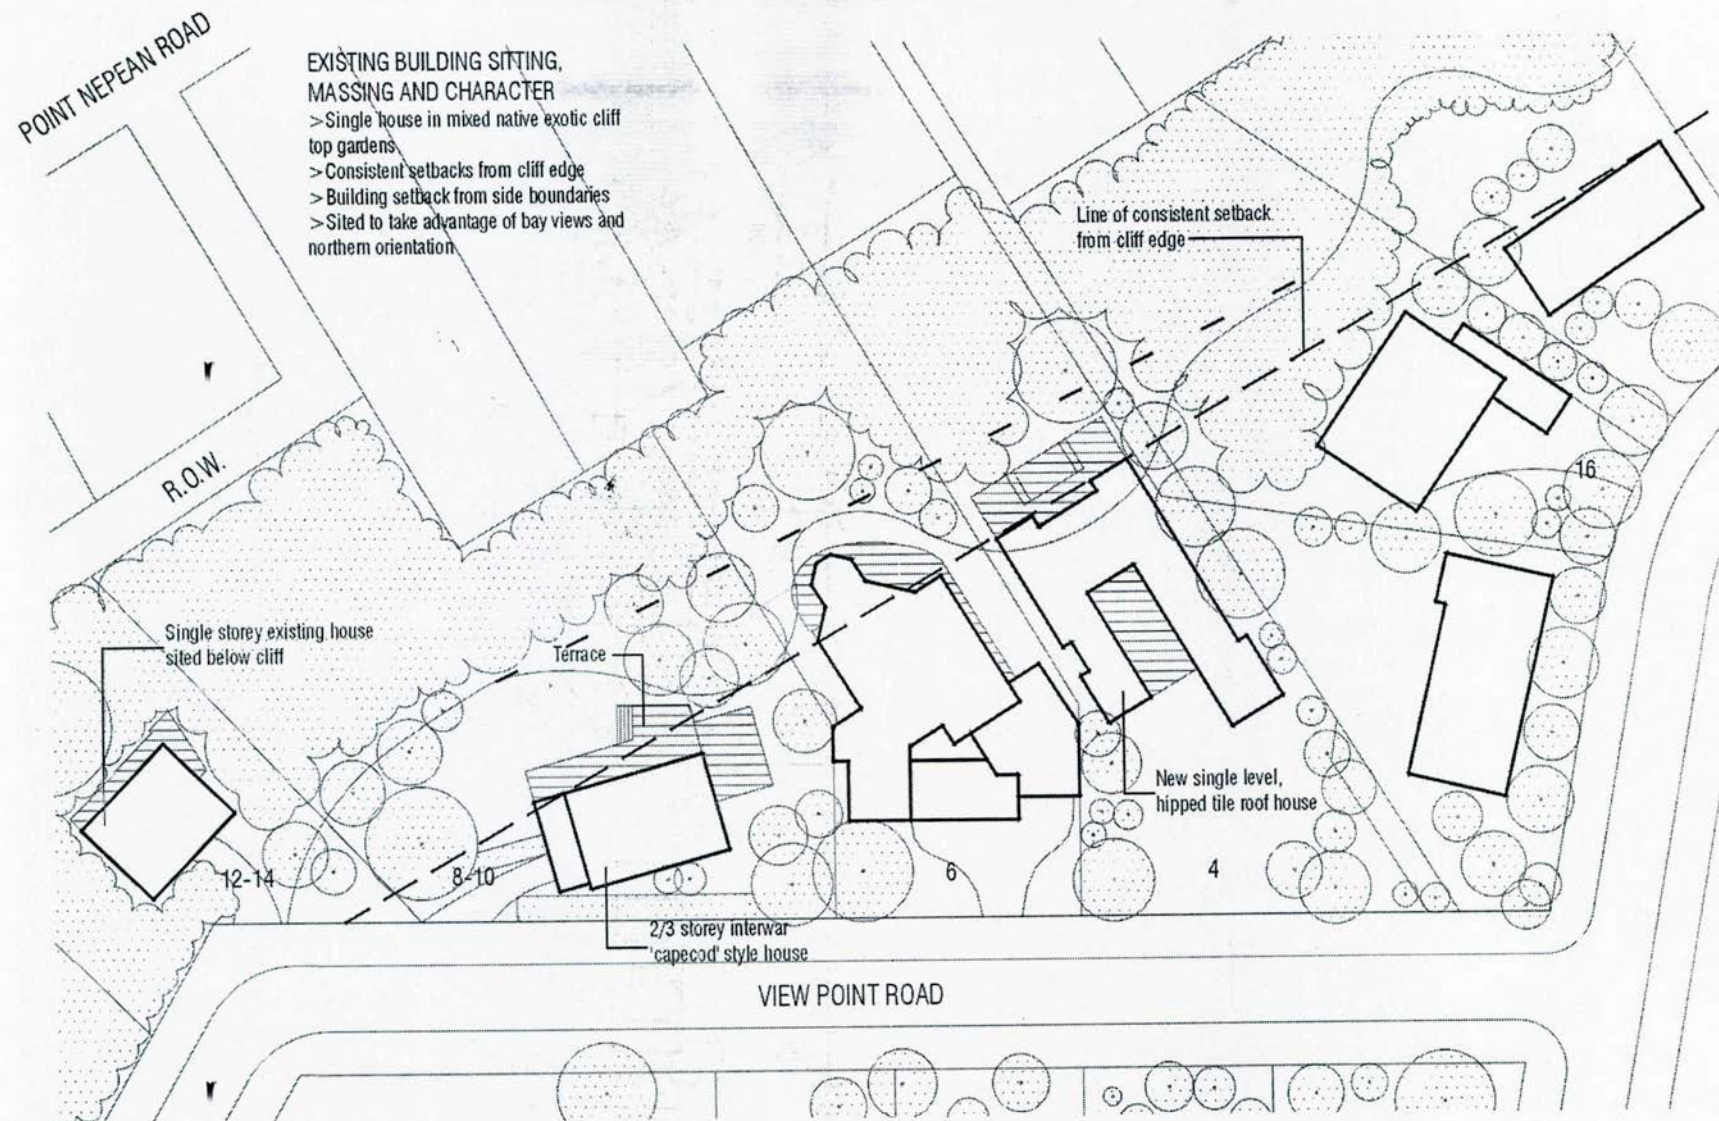 POINT NEPEAN ROAD
EXISTING BUILDING SITTING,
MASSING AND CHARACTER
>Single house in mixed native exotic cliff
top gardens
>Consistent setbacks from cliff edge
>Building setback from side boundaries
>Sited to take advantage of bay views and
northern orientation
Line of consistent setback
from cliff edge
R.O.W.
16
Single storey existing house
sited below cliff
Terrace
New single level,
hipped tile roof house
12-14
8-10
6
4
2/3 storey interwar
'capecod' style house
VIEW POINT ROAD